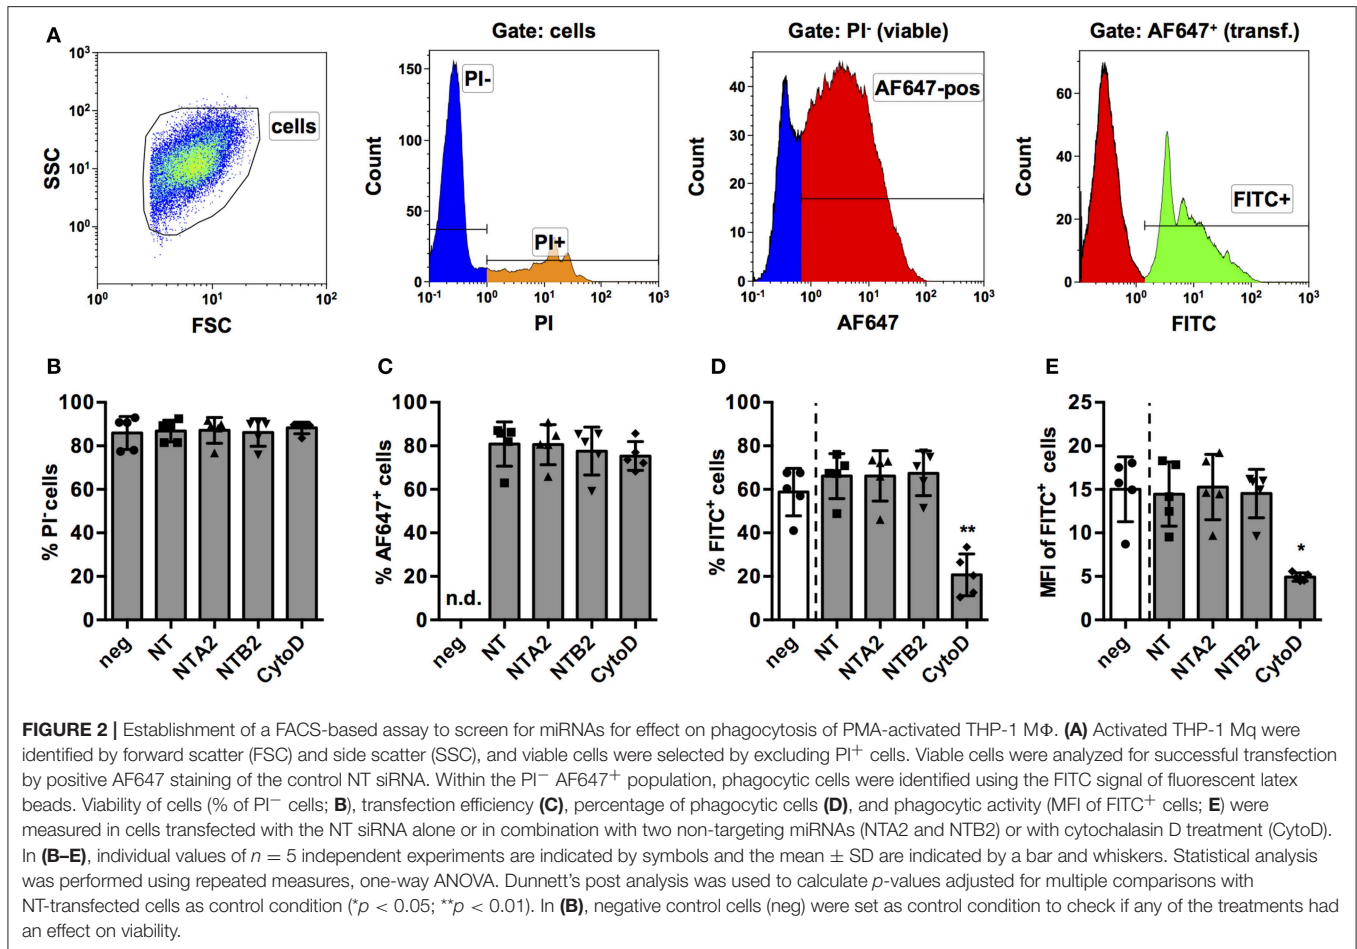 A
Gate: cells
Gate: PI- (viable)
Gate: AF647+ (transf.)
SSC
10³
10²
10¹
10⁰
cells
10⁰
10¹
10²
FSC
Count
150
100
50
0
PI-
PI+
10-1
10⁰
10¹
10²
10³
PI
Count
40
30
20
10
0
AF647-pos
10-1
10⁰
10¹
10²
10³
AF647
Count
60
40
20
0
FITC+
10⁰
10¹
10²
10³
FITC
B
% PI-cells
100
80
60
40
20
0
neg
NT
NTA2
NTB2
CytoD
C
% AF647+ cells
100
80
60
40
20
0
n.d.
neg
NT
NTA2
NTB2
CytoD
D
% FITC+ cells
100
80
60
40
20
0
**
neg
NT
NTA2
NTB2
CytoD
E
MFI of FITC+ cells
25
20
15
10
5
0
*
neg
NT
NTA2
NTB2
CytoD
FIGURE 2 | Establishment of a FACS-based assay to screen for miRNAs for effect on phagocytosis of PMA-activated THP-1 MΦ. (A) Activated THP-1 Mq were
identified by forward scatter (FSC) and side scatter (SSC), and viable cells were selected by excluding PI+ cells. Viable cells were analyzed for successful transfection
by positive AF647 staining of the control NT siRNA. Within the PI− AF647+ population, phagocytic cells were identified using the FITC signal of fluorescent latex
beads. Viability of cells (% of PI− cells; B), transfection efficiency (C), percentage of phagocytic cells (D), and phagocytic activity (MFI of FITC+ cells; E) were
measured in cells transfected with the NT siRNA alone or in combination with two non-targeting miRNAs (NTA2 and NTB2) or with cytochalasin D treatment (CytoD).
In (B–E), individual values of n = 5 independent experiments are indicated by symbols and the mean ± SD are indicated by a bar and whiskers. Statistical analysis
was performed using repeated measures, one-way ANOVA. Dunnett's post analysis was used to calculate p-values adjusted for multiple comparisons with
NT-transfected cells as control condition (*p < 0.05; **p < 0.01). In (B), negative control cells (neg) were set as control condition to check if any of the treatments had
an effect on viability.